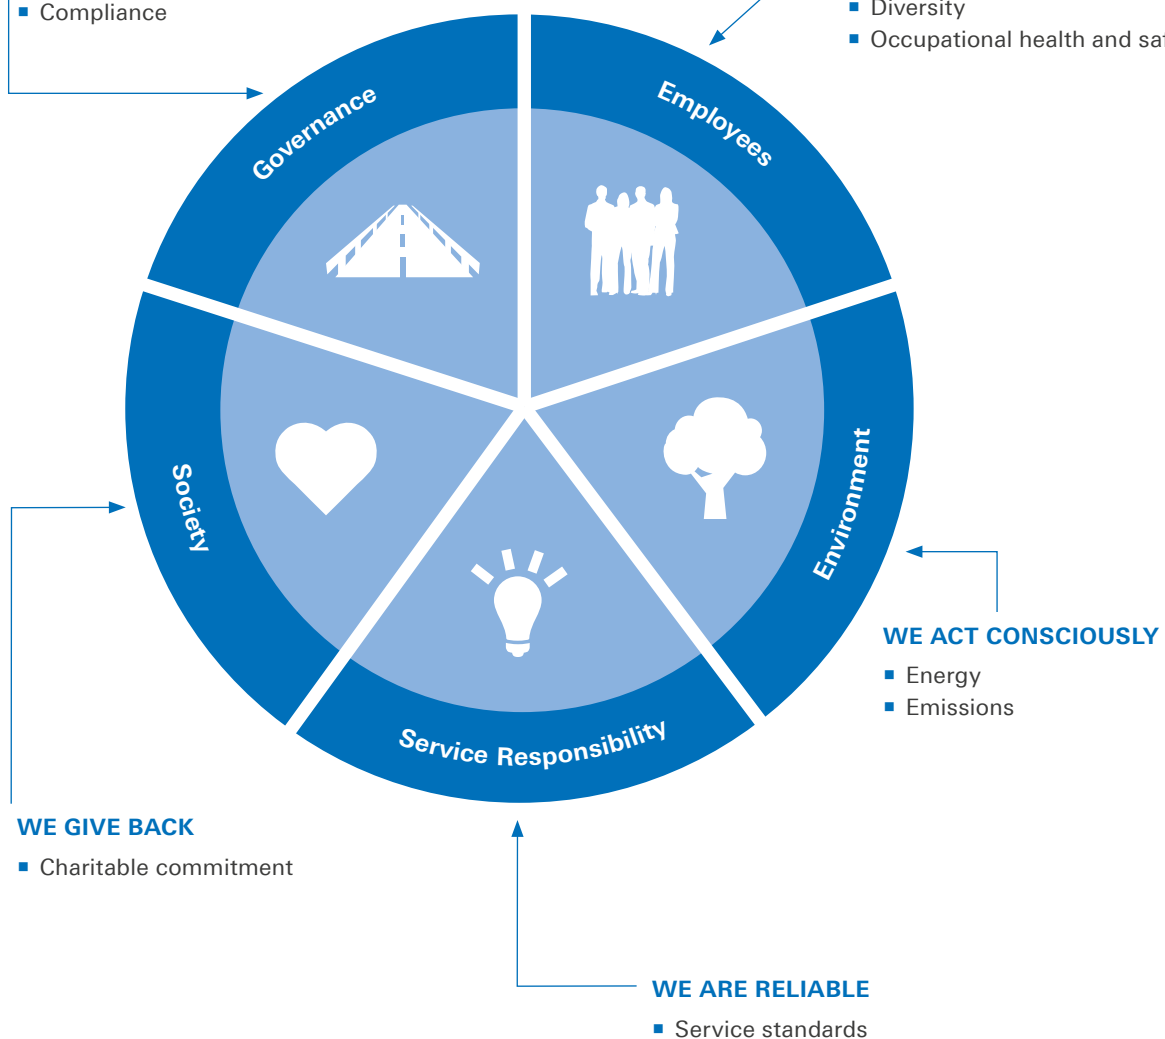 Compliance
Diversity
Occupational health and
Governance
Employees
Society
Environment
Service Responsibility
WE ACT CONSCIOUSLY
Energy
Emissions
WE GIVE BACK
Charitable commitment
WE ARE RELIABLE
Service standards